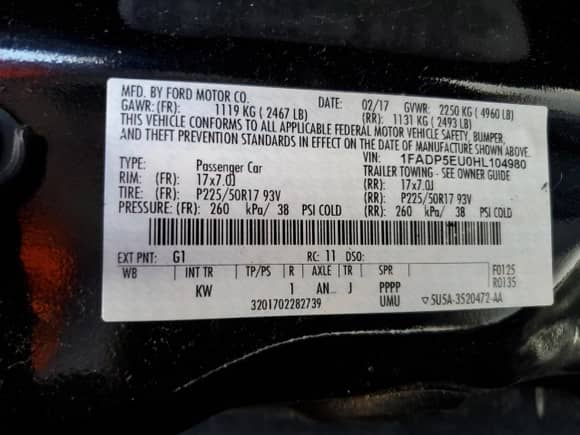 MFD. BY FORD MOTOR CO. DATE: 02/17 GVWR: 2250 KG ( 4960 LB)
GAWR: (FR): 1119 KG ( 2467 LB) (RR): 1131 KG ( 2493 LB)
THIS VEHICLE CONFORMS TO ALL APPLICABLE FEDERAL MOTOR VEHICLE SAFETY, BUMPER,
AND THEFT PREVENTION STANDARDS IN EFFECT ON THE DATE OF MANUFACTURE SHOWN ABOVE.
VIN: 1FADP5EU0HL104980
TYPE: Passenger Car TRAILER TOWING - SEE OWNER GUIDE
RIM: (FR): 17x7.0J (RR): 17x7.0J
TIRE: (FR): P225/50R17 93V (RR): P225/50R17 93V
PRESSURE: (FR): 260 kPa/ 38 PSI COLD (RR): 260 kPa/ 38 PSI COLD
EXT PNT: G1 RC: 11 DSO: F0125
WB INT TR TP/PS R AXLE TR SPR R0135
KW 1 AN J PPPP
3201702282739 UMU 5U5A-3520472-AA